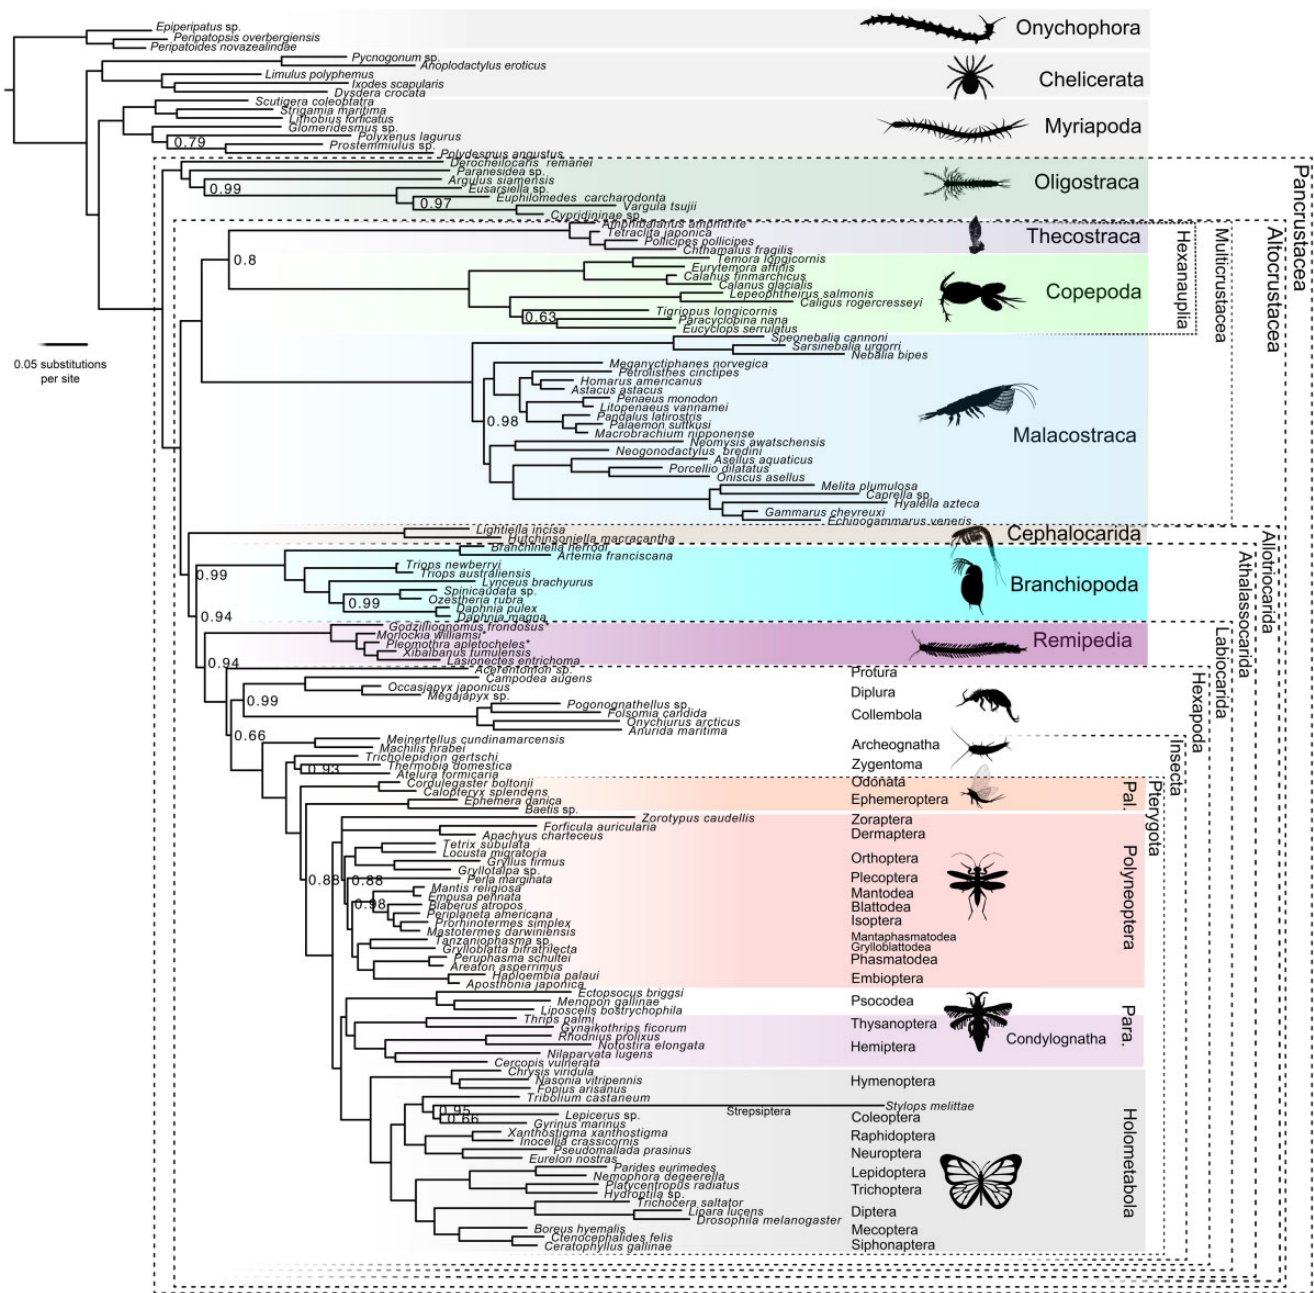 Epiperipatus sp.
Peripatopsis overbergiensis
Peripatoides novazealindae
Onychophora
Pycnogonum sp.
Anoplodactylus eroticus
Limulus polyphemus
Ixodes scapularis
Dysdera crocata
Chelicerata
Scutigera coleoptatra
Strigamia maritima
Lithobius forficatus
Glomeridesmus sp.
0.79
Polyxenus lagurus
Prostemmiulus sp.
Polydesmus angustus
Myriapoda
Derocheilocaris remanei
Paranesidea sp.
Argulus siamensis
0.99
Eusarsiella sp.
Euphilomedes carcharodonta
0.97
Vargula tsujii
Cypridininae sp.
Oligostraca
Pancrustacea
Altocrustacea
Multicrustacea
Hexanauplia
Amphibalanus amphitrite
Tetraclita japonica
Pollicipes pollicipes
Chthamalus fragilis
Thecostraca
0.8
Temora longicornis
Eurytemora affinis
Calanus finmarchicus
Calanus glacialis
Lepeophtheirus salmonis
Caligus rogercresseyi
Tigriopus longicornis
0.63
Paracyclopina nana
Eucyclops serrulatus
Copepoda
0.05 substitutions
per site
Speonebalia cannoni
Sarsinebalia urgorri
Nebalia bipes
Meganyctiphanes norvegica
Petrolisthes cinctipes
Homarus americanus
Astacus astacus
Penaeus monodon
Litopenaeus vannamei
0.98
Pandalus latirostris
Palaemon suttkusi
Macrobrachium nipponense
Neomysis awatschensis
Neogonodactylus bredini
Asellus aquaticus
Porcellio dilatatus
Oniscus asellus
Melita plumulosa
Caprella sp.
Hyalella azteca
Gammarus chevreuxi
Echinogammarus veneris
Malacostraca
Lightiella incisa
Hutchinsoniella macracantha
Cephalocarida
Allotriocarida
Athalassocarida
Labiocarida
Hexapoda
Insecta
Pterygota
0.99
Artemia franciscana
Triops newberryi
Triops australiensis
Lynceus brachyurus
Spinicaudata sp.
0.99
Ozestheria rubra
Daphnia pulex
Daphnia magna
Branchiopoda
0.94
Godzilliognomus frondosus*
Morlockia williamsi*
Pleomothra apletocheles*
Xibalbanus tumulensis
Lasionectes entrichoma
Remipedia
0.94
Acerentomon sp.
Protura
Campodea augens
Occasjapyx japonicus
Megajapyx sp.
Diplura
0.99
Pogonognathellus sp.
Folsomia candida
Onychiurus arcticus
Anurida maritima
Collembola
0.66
Meinertellus cundinamarcensis
Machilis hrabei
Archeognatha
Tricholepidion gertschi
Thermobia domestica
0.93
Atelura formicaria
Zygentoma
Cordulegaster boltonii
Calopteryx splendens
Odonata
Ephemera danica
Baetis sp.
Ephemeroptera
Pal.
Zorotypus caudellis
Zoraptera
Forficula auricularia
Apachyus charteceus
Dermaptera
Tetrix subulata
Locusta migratoria
Gryllus firmus
Gryllotalpa sp.
Orthoptera
0.88
0.88
Perla marginata
Plecoptera
Mantis religiosa
Empusa pennata
Mantodea
0.98
Blaberus atropos
Periplaneta americana
Blattodea
Prorhinotermes simplex
Mastotermes darwiniensis
Isoptera
Tanzaniophasma sp.
Mantaphasmatodea
Grylloblatta bifratrilecta
Grylloblattodea
Peruphasma schultei
Areaton asperrimus
Phasmatodea
Haploembia palaui
Aposthonia japonica
Embioptera
Polyneoptera
Ectopsocus briggsi
Menopon gallinae
Liposcelis bostrychophila
Psocodea
Thrips palmi
Gynaikothrips ficorum
Thysanoptera
Rhodnius prolixus
Notostira elongata
Nilaparvata lugens
Cercopis vulnerata
Hemiptera
Condylognatha
Para.
Chrysis viridula
Nasonia vitripennis
Fopius arisanus
Hymenoptera
Tribolium castaneum
0.95
Strepsiptera
Stylops melittae
0.66
Lepicerus sp.
Gyrinus marinus
Coleoptera
Xanthostigma xanthostigma
Inocellia crassicornis
Raphidoptera
Pseudomallada prasinus
Eurelon nostras
Neuroptera
Parides eurimedes
Nemophora degeerella
Lepidoptera
Platycentropus radiatus
Hydroptila sp.
Trichoptera
Trichocera saltator
Lipara lucens
Drosophila melanogaster
Diptera
Boreus hyemalis
Mecoptera
Ctenocephalides felis
Ceratophyllus gallinae
Siphonaptera
Holometabola